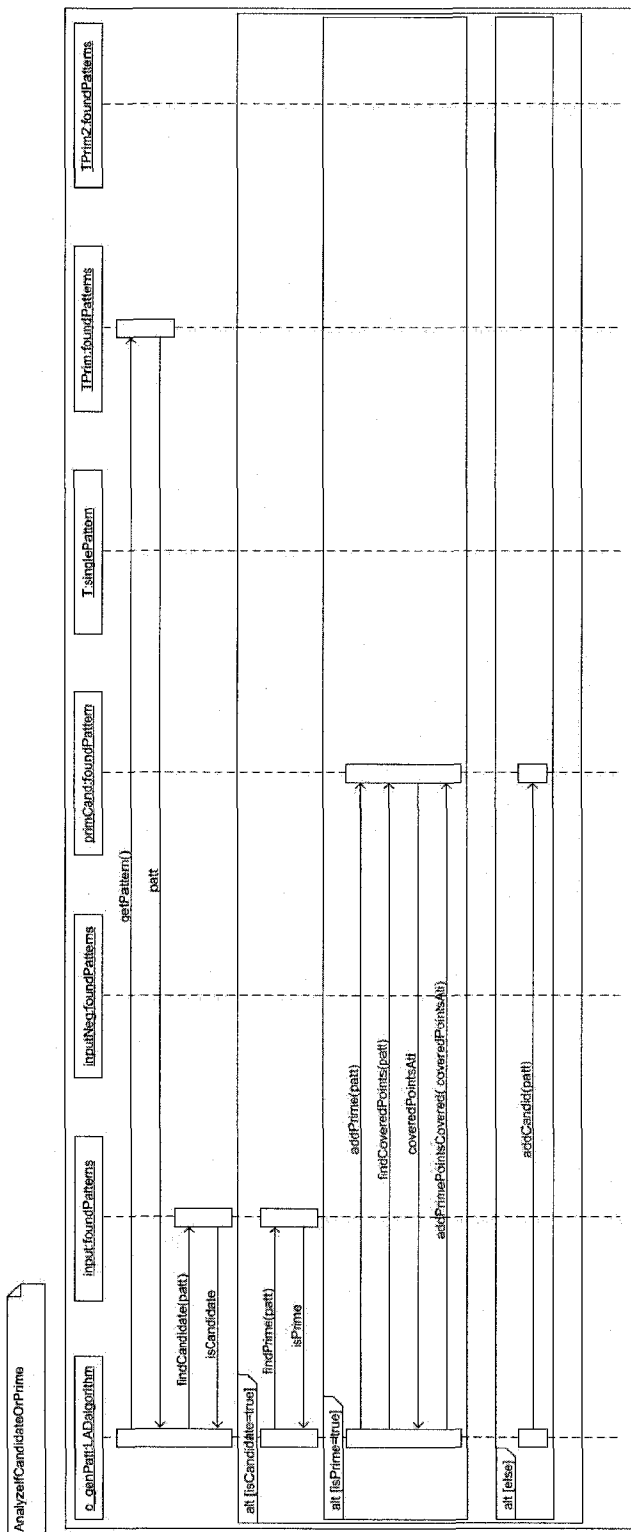 AnalyzeIfCandidateOrPrime
c_genPatt:LADalgorithm
input:foundPatterns
inputNeg:foundPatterns
primCand:foundPattern
T:singlePattern
TPrim:foundPatterns
TPrim2:foundPatterns
getPattern()
patt
findCandidate(patt)
isCandidate
alt [isCandidate=true]
findPrime(patt)
isPrime
alt [isPrime=true]
addPrime(patt)
findCoveredPoints(patt)
coveredPointsAtt
addPrimePointsCovered( coveredPointsAtt)
alt [else]
addCandid(patt)